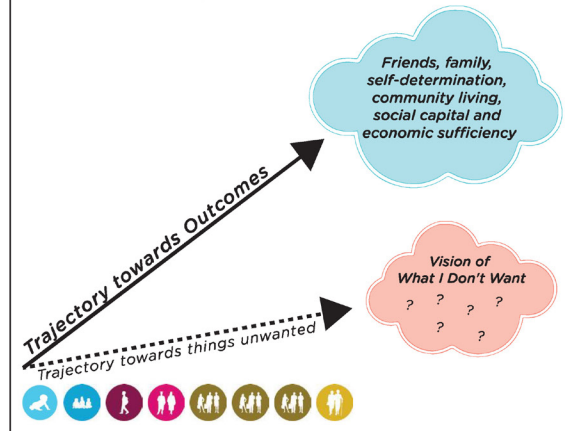 Friends, family,
self-determination,
community living,
social capital and
economic sufficiency
Trajectory towards Outcomes
Vision of
What I Don't Want
? ? ? ?
? ?
Trajectory towards things unwanted